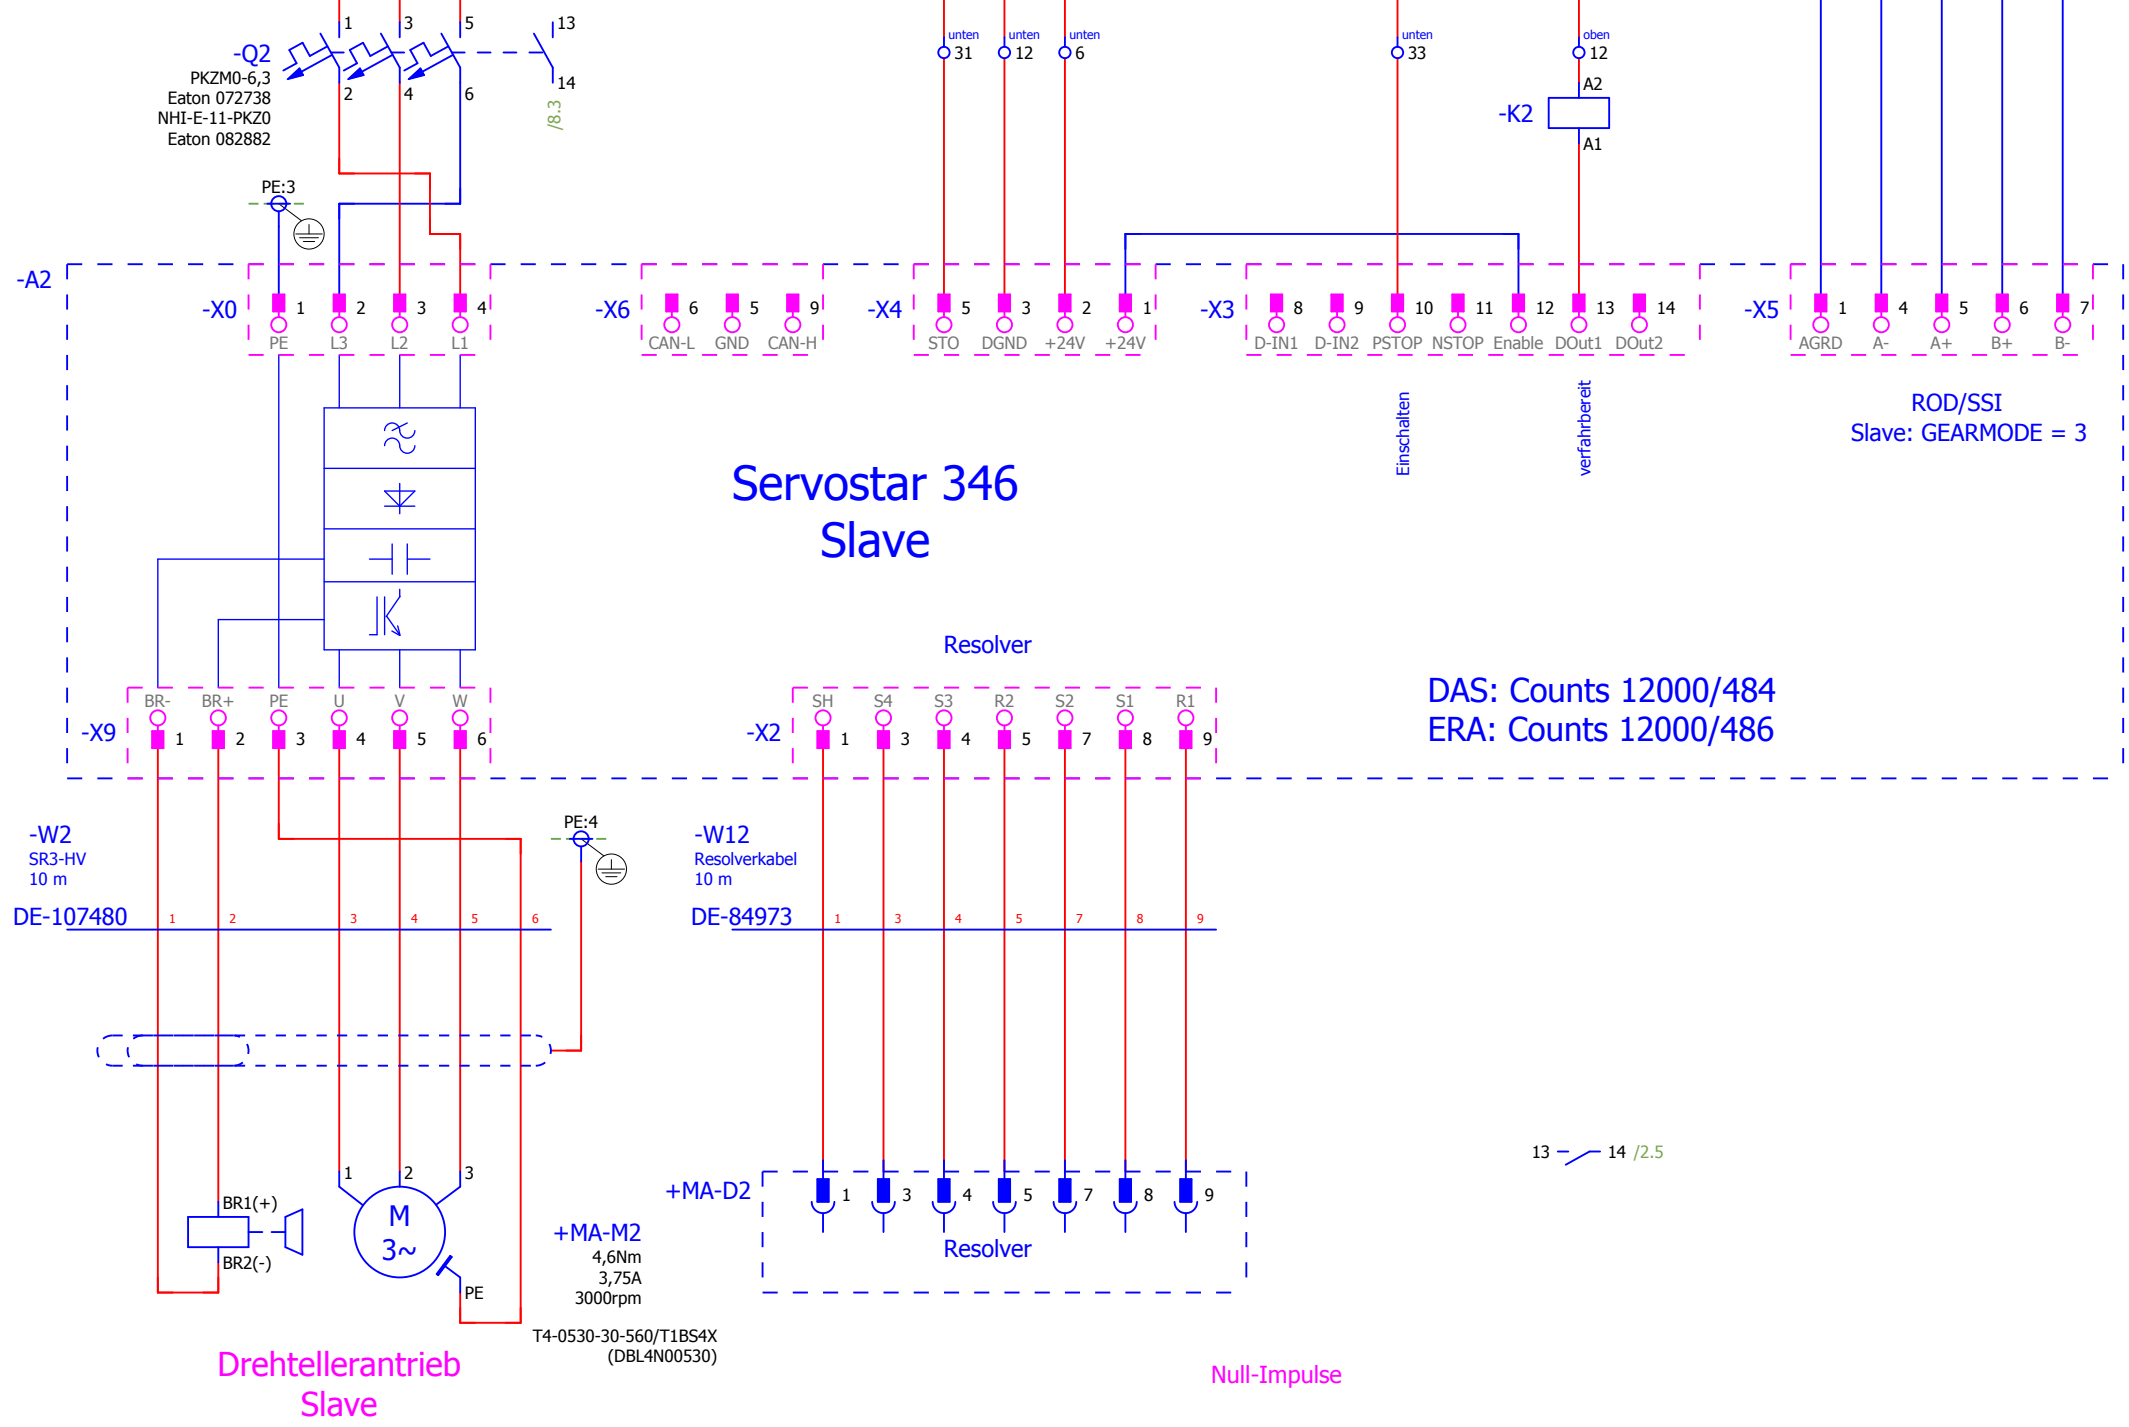 1 3 5 13
-Q2
PKZM0-6,3
Eaton 072738
NHI-E-11-PKZ0
Eaton 082882
2 4 6 14
/8.3
unten unten unten unten oben
31 12 6 33 12
A2
-K2
A1
PE:3
-A2
-X0 1 2 3 4
PE L3 L2 L1
-X6 6 5 9
CAN-L GND CAN-H
-X4 5 3 2 1
STO DGND +24V +24V
-X3 8 9 10 11 12 13 14
D-IN1 D-IN2 PSTOP NSTOP Enable DOut1 DOut2
-X5 1 4 5 6 7
AGRD A- A+ B+ B-
Einschalten
verfahrbereit
ROD/SSI
Slave: GEARMODE = 3
Servostar 346
Slave
Resolver
DAS: Counts 12000/484
ERA: Counts 12000/486
BR- BR+ PE U V W
-X9 1 2 3 4 5 6
SH S4 S3 R2 S2 S1 R1
-X2 1 3 4 5 7 8 9
-W2
SR3-HV
10 m
DE-107480 1 2 3 4 5 6
PE:4
-W12
Resolverkabel
10 m
DE-84973 1 3 4 5 7 8 9
1 2 3
BR1(+)
BR2(-)
M
3~
PE
+MA-M2
4,6Nm
3,75A
3000rpm
T4-0530-30-560/T1BS4X
(DBL4N00530)
+MA-D2 1 3 4 5 7 8 9
Resolver
13 14 /2.5
Drehtellerantrieb
Slave
Null-Impulse